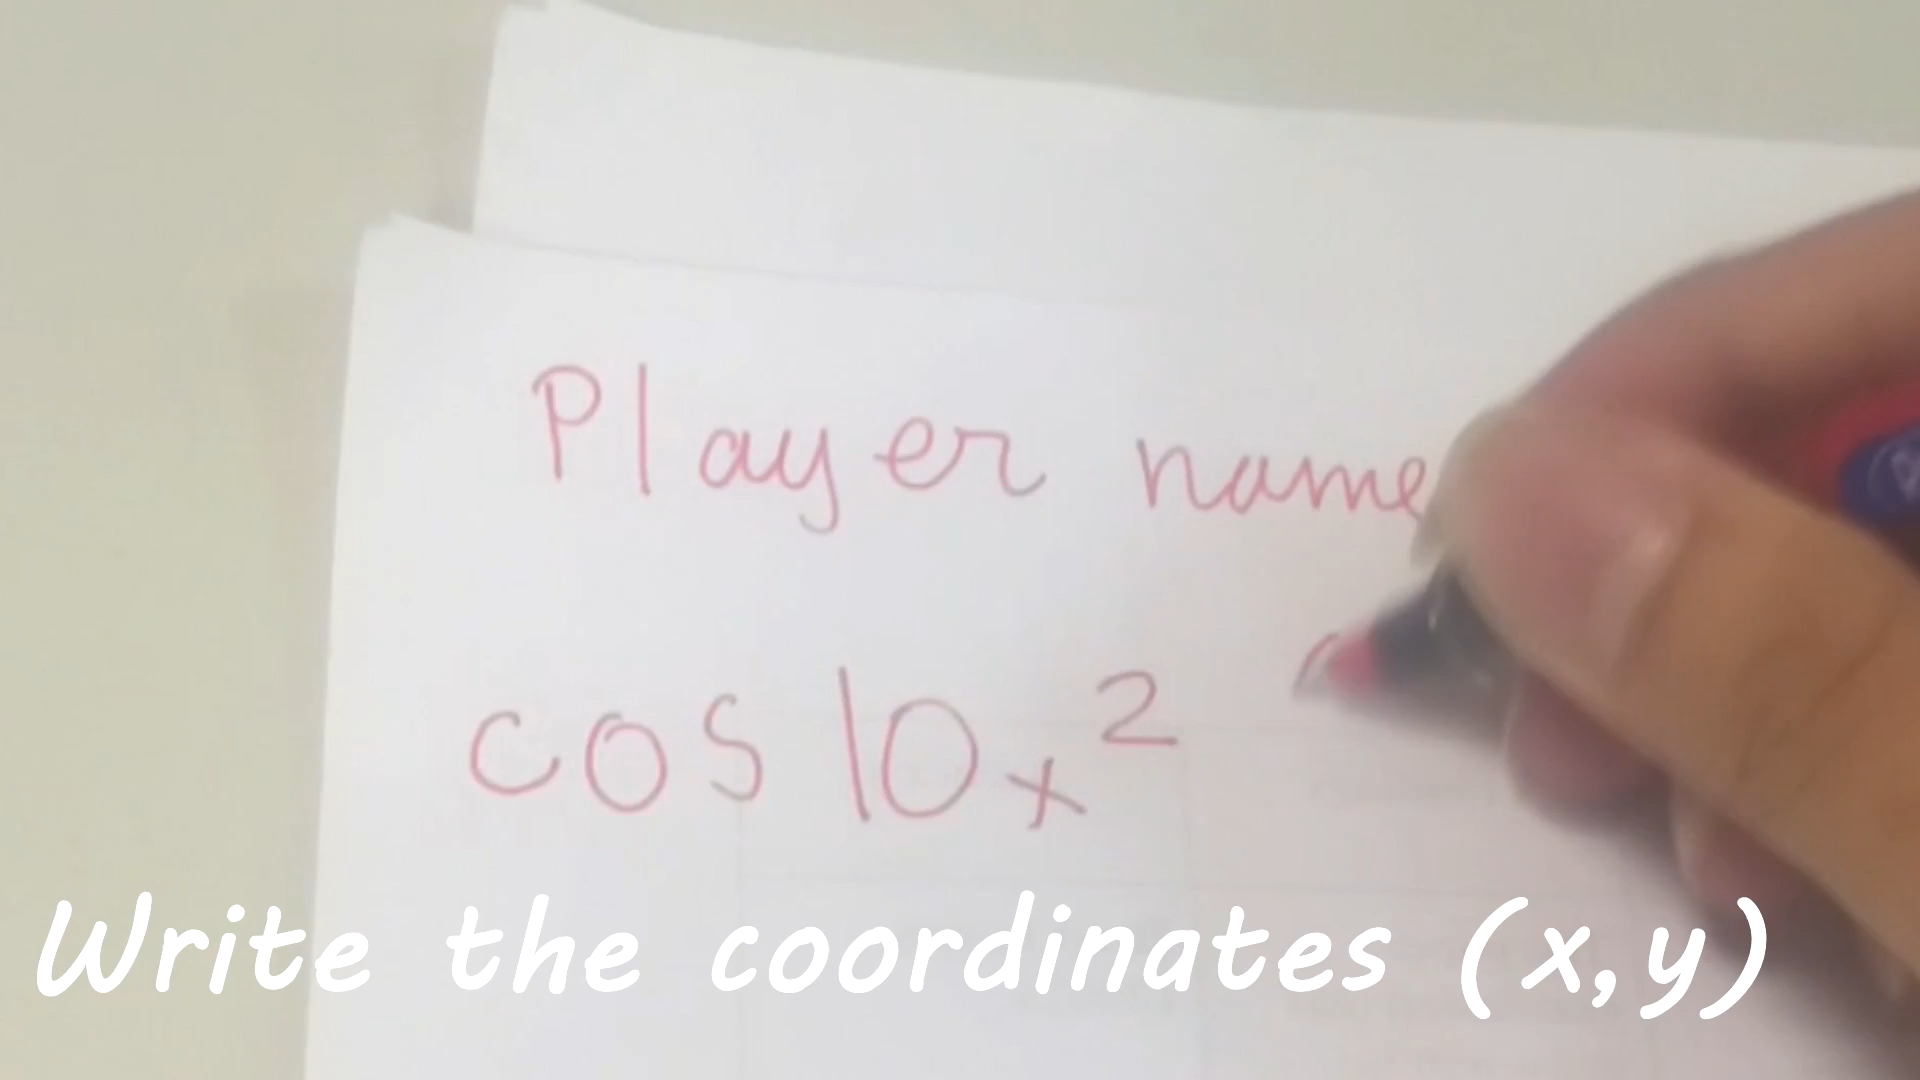 Player name
cos 10x²
Write the coordinates (x,y)